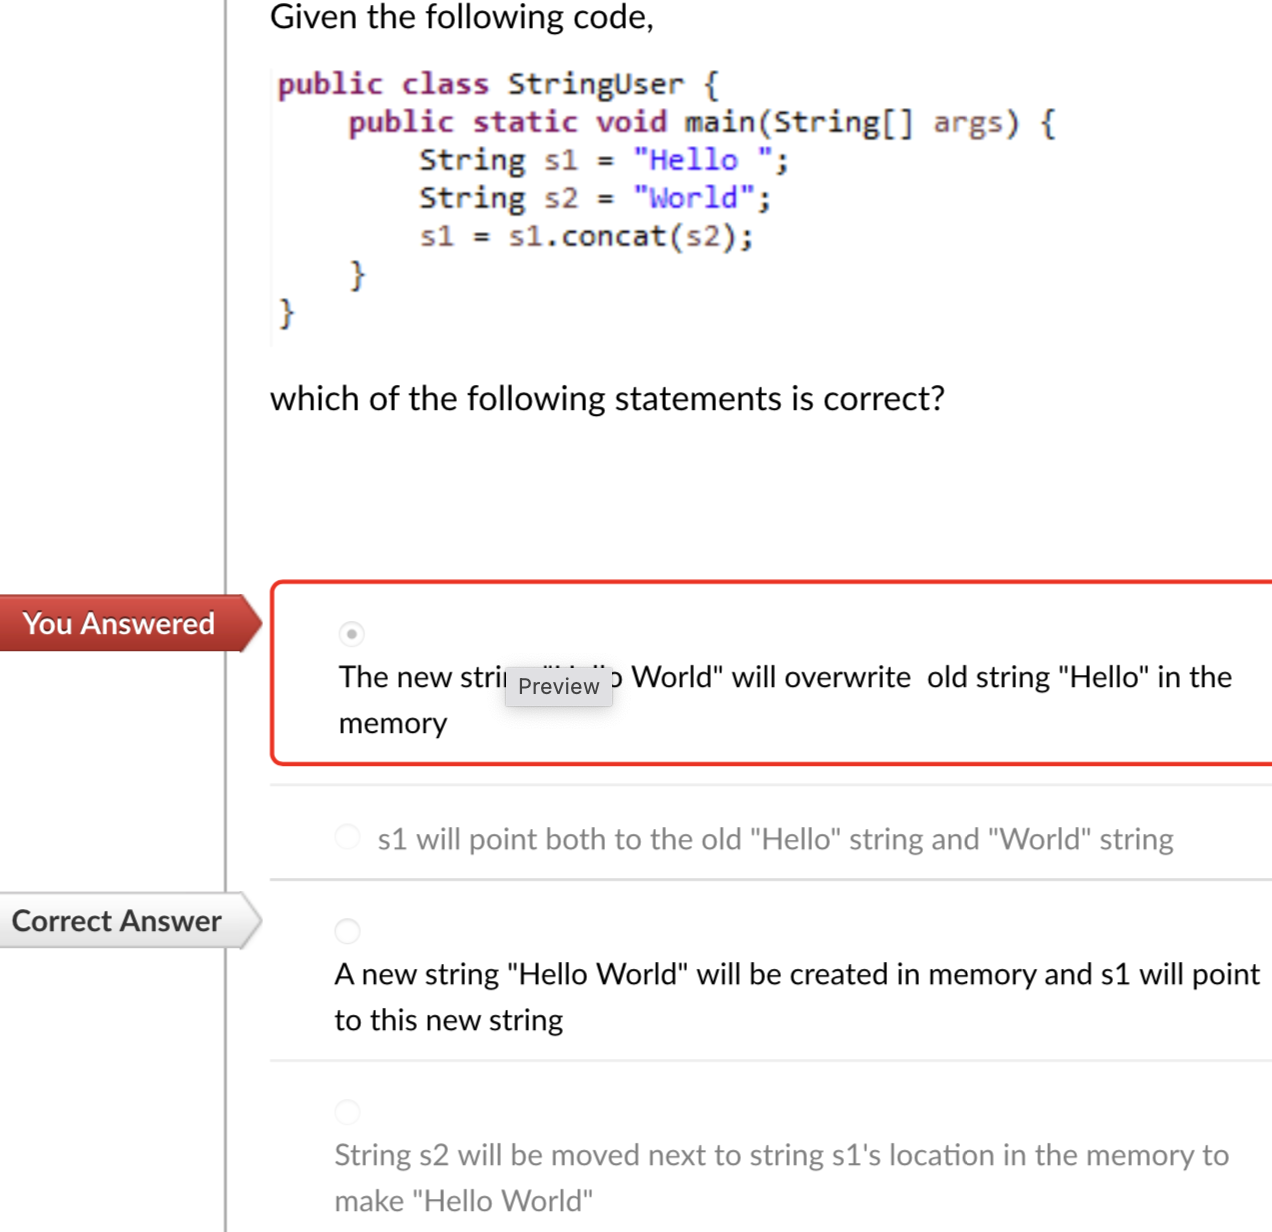 Given the following code,
public class StringUser {
public static void main(String[] args) {
String s1 = "Hello ";
String s2 = "World";
s1 = s1.concat(s2);
}
}
which of the following statements is correct?
You Answered
The new stri Preview o World" will overwrite  old string "Hello" in the
memory
s1 will point both to the old "Hello" string and "World" string
Correct Answer
A new string "Hello World" will be created in memory and s1 will point
to this new string
String s2 will be moved next to string s1's location in the memory to
make "Hello World"